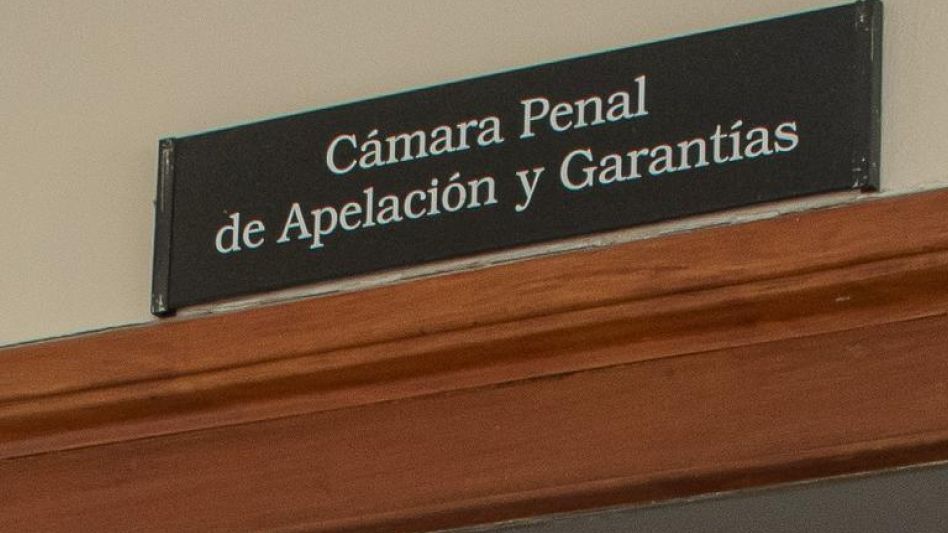 Cámara Penal
de Apelación y Garantías